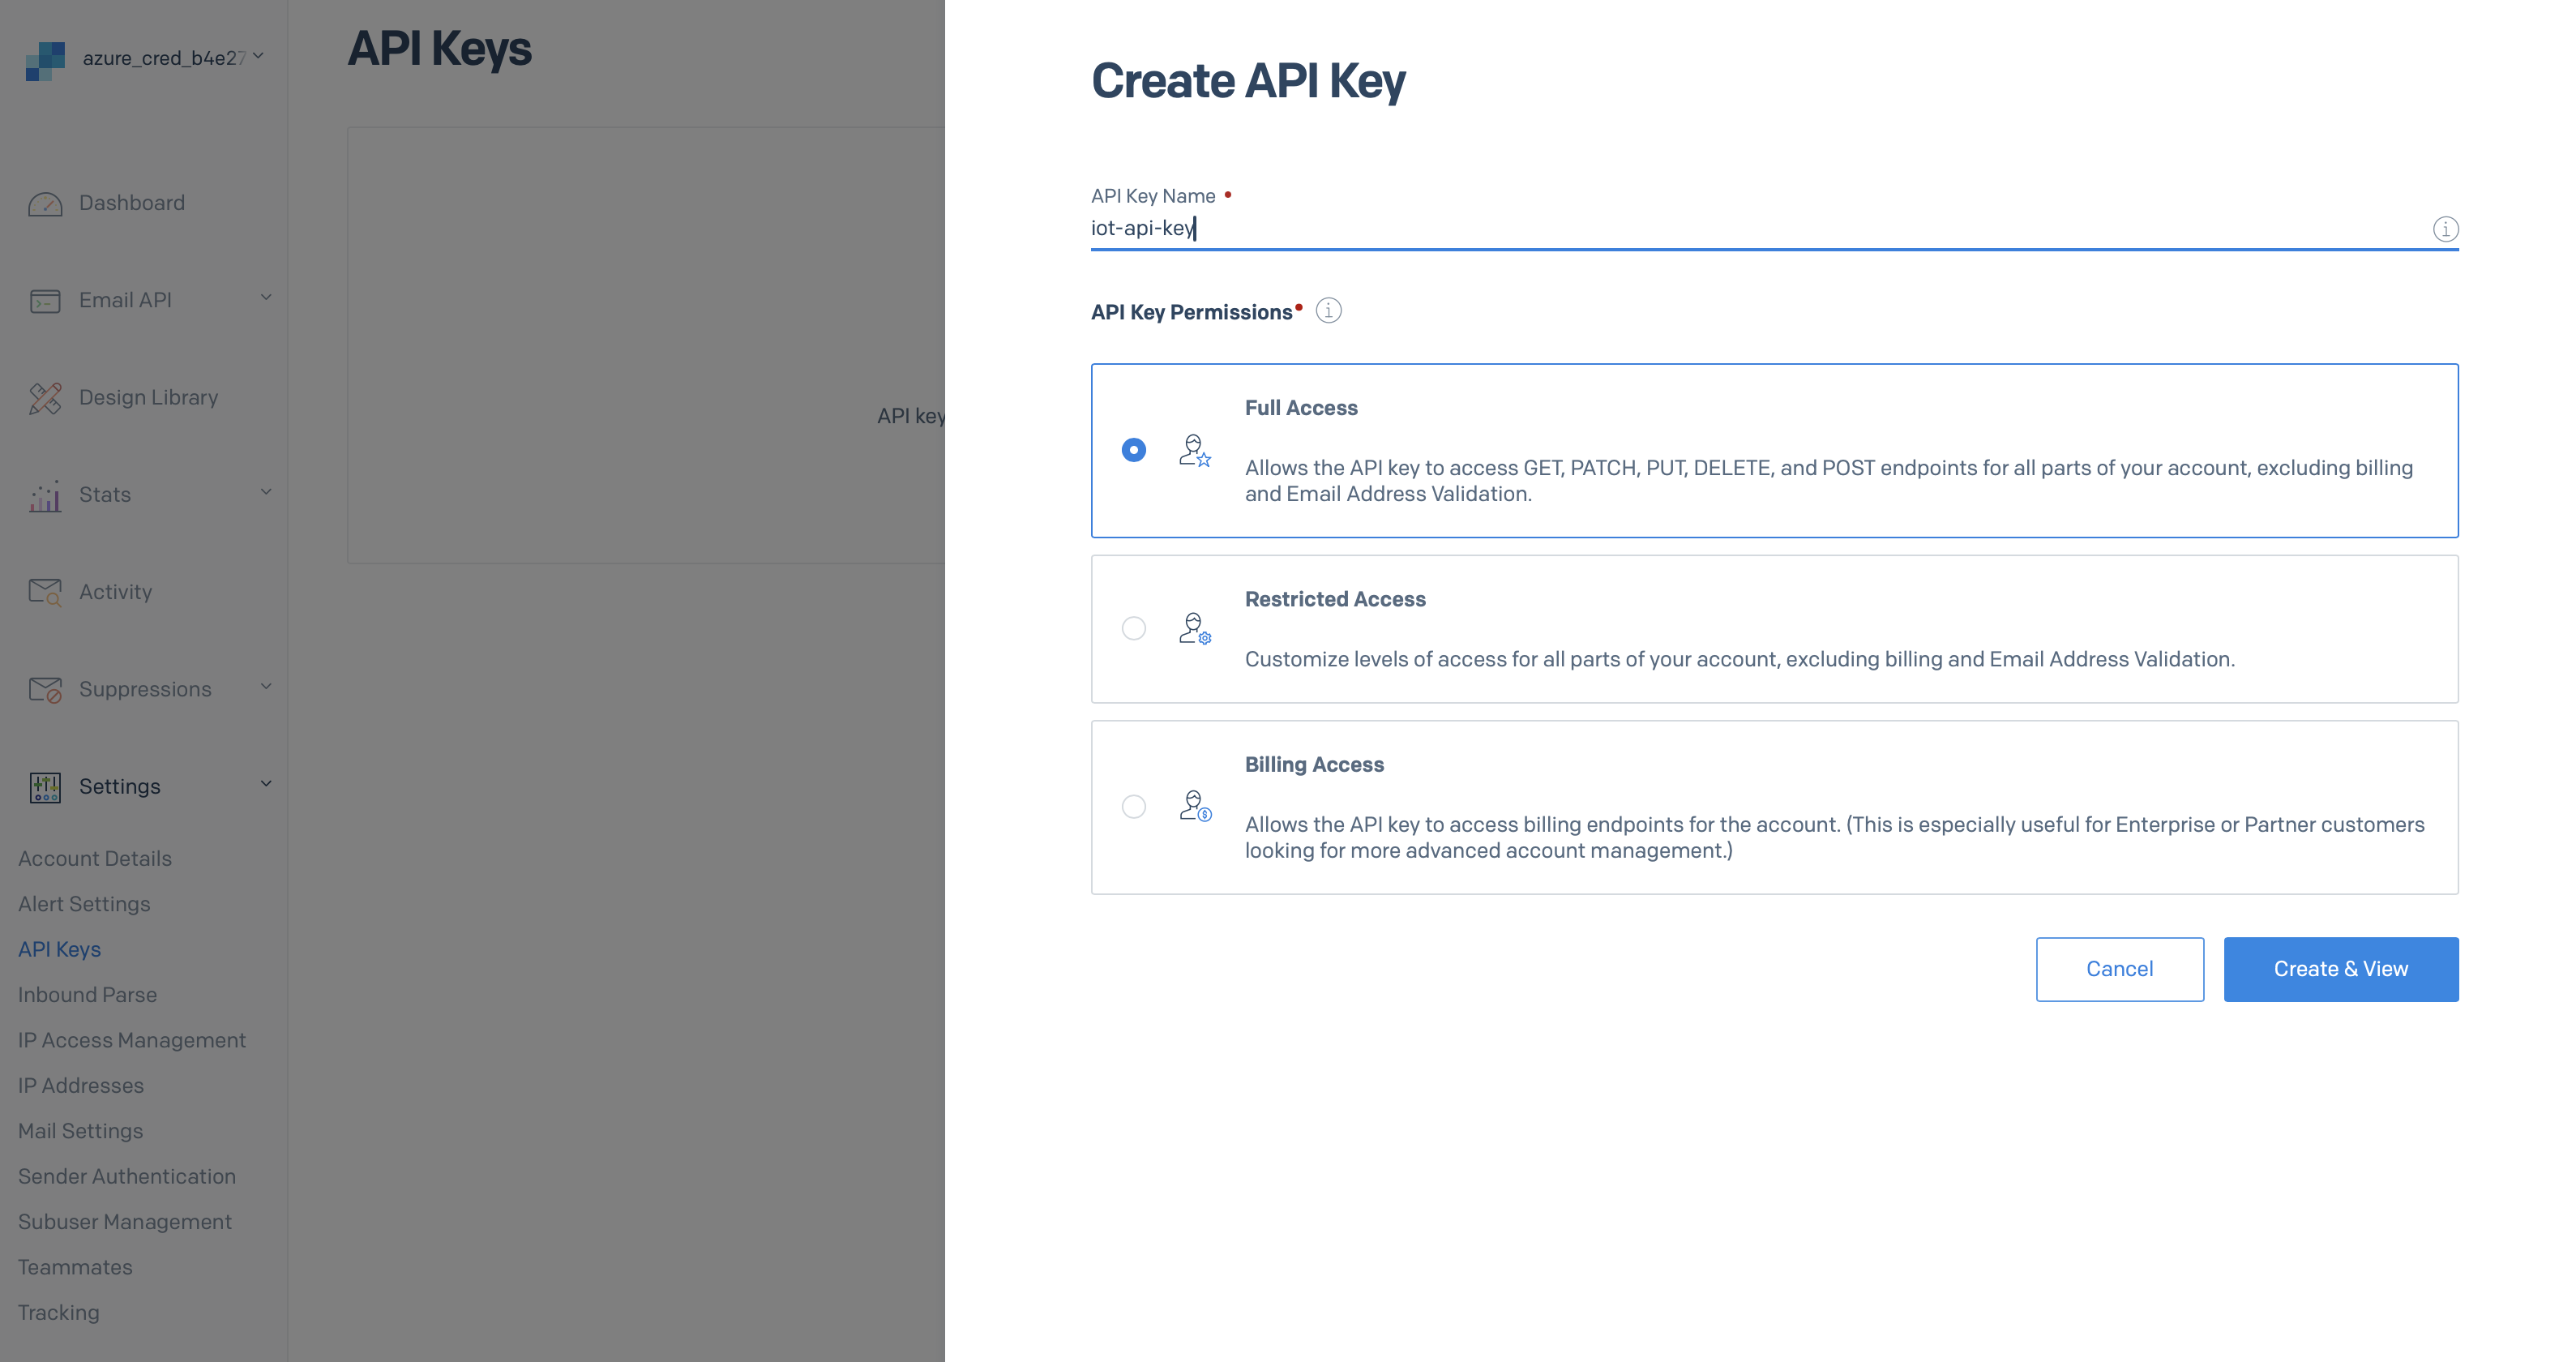 azure_cred_b4e27
Dashboard
Email API
Design Library
Stats
Activity
Suppressions
Settings
Account Details
Alert Settings
API Keys
Inbound Parse
IP Access Management
IP Addresses
Mail Settings
Sender Authentication
Subuser Management
Teammates
Tracking
API Keys
API key
Create API Key
API Key Name
iot-api-key
API Key Permissions
Full Access
Allows the API key to access GET, PATCH, PUT, DELETE, and POST endpoints for all parts of your account, excluding billing
and Email Address Validation.
Restricted Access
Customize levels of access for all parts of your account, excluding billing and Email Address Validation.
Billing Access
Allows the API key to access billing endpoints for the account. (This is especially useful for Enterprise or Partner customers
looking for more advanced account management.)
Cancel
Create & View